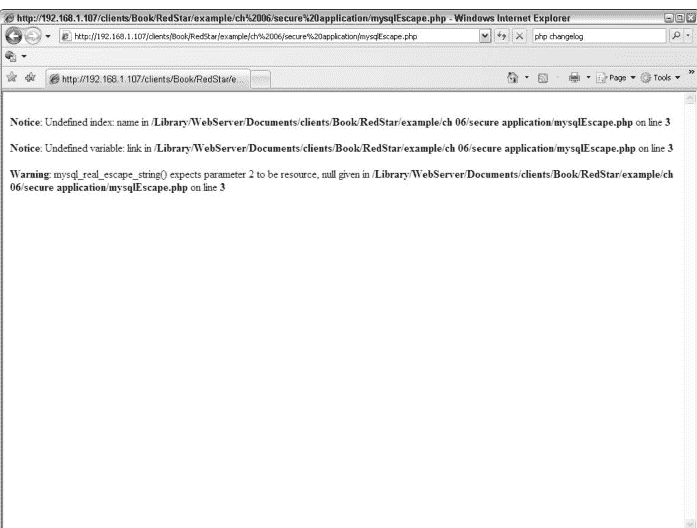 http://192.168.1.107/clients/Book/RedStar/example/ch%2006/secure%20application/mysqlEscape.php - Windows Internet Explorer
http://192.168.1.107/clients/Book/RedStar/example/ch%2006/secure%20application/mysqlEscape.php
php changelog
http://192.168.1.107/clients/Book/RedStar/e...
Page
Tools
Notice: Undefined index: name in /Library/WebServer/Documents/clients/Book/RedStar/example/ch 06/secure application/mysqlEscape.php on line 3
Notice: Undefined variable: link in /Library/WebServer/Documents/clients/Book/RedStar/example/ch 06/secure application/mysqlEscape.php on line 3
Warning: mysql_real_escape_string() expects parameter 2 to be resource, null given in /Library/WebServer/Documents/clients/Book/RedStar/example/ch
06/secure application/mysqlEscape.php on line 3